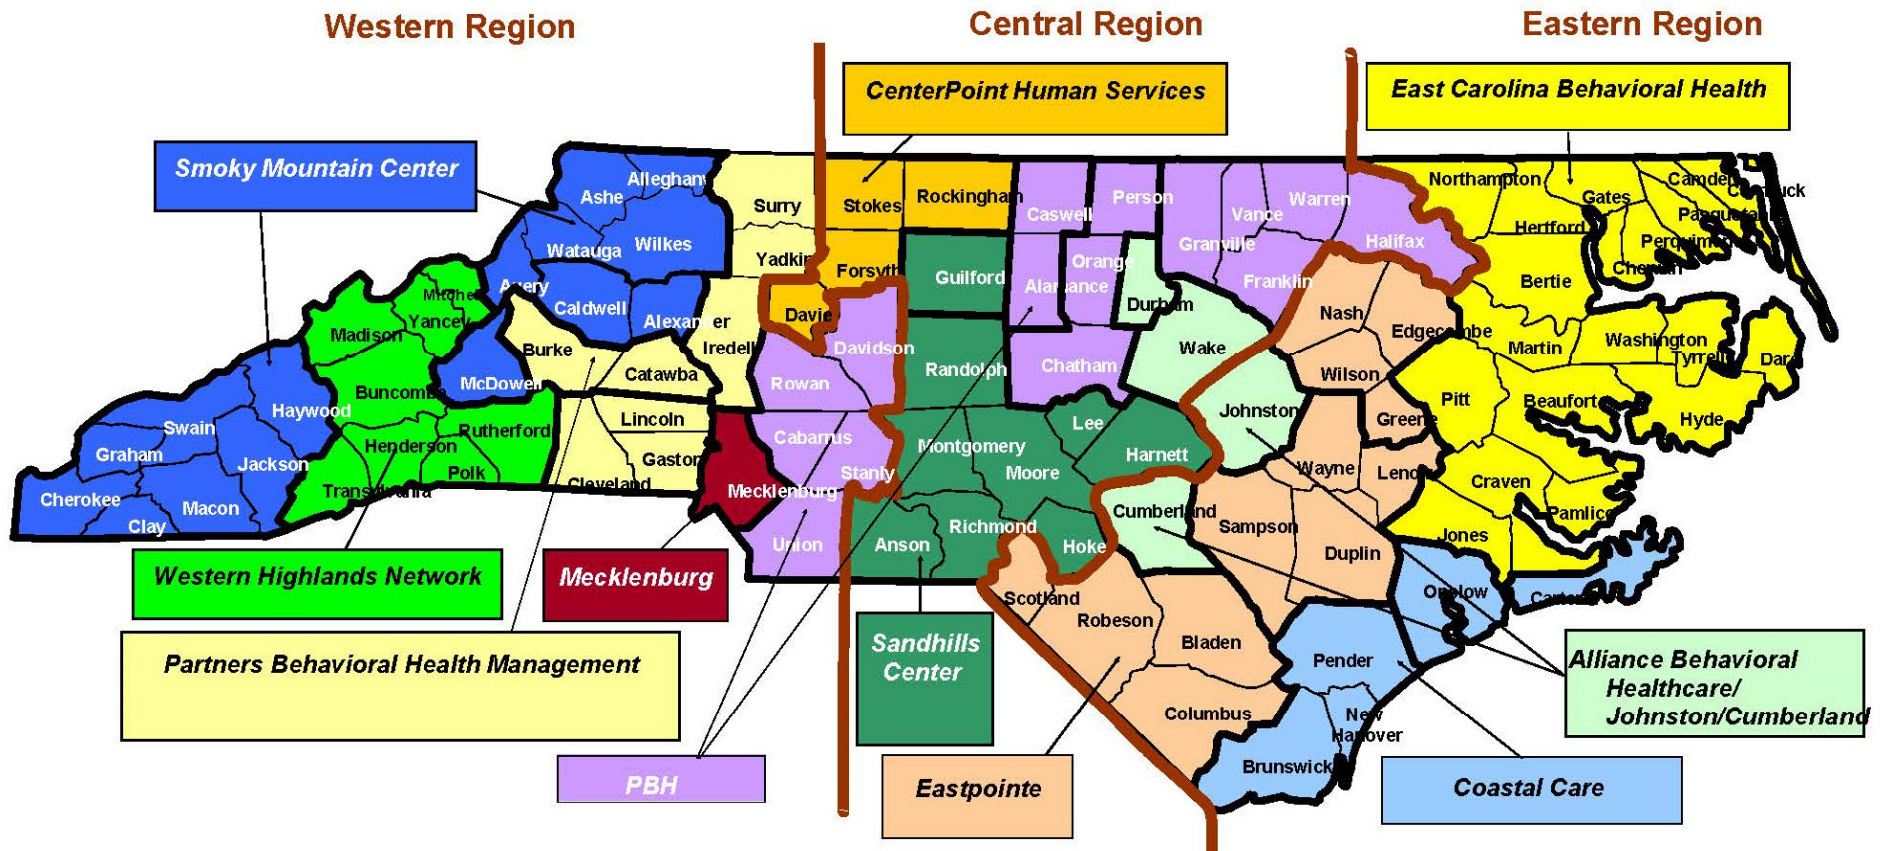 Western Region
Central Region
Eastern Region
CenterPoint Human Services
East Carolina Behavioral Health
Smoky Mountain Center
Alleghany
Ashe
Watauga
Wilkes
Avery
Caldwell
Alexander
Surry
Yadkin
Stokes
Rockingham
Forsyth
Guilford
Davie
Davidson
Iredell
Rowan
Randolph
Caswell
Person
Orange
Alamance
Durham
Chatham
Wake
Granville
Vance
Warren
Franklin
Halifax
Northampton
Gates
Camden
Currituck
Pasquotank
Hertford
Perquimans
Chowan
Bertie
Nash
Edgecombe
Wilson
Martin
Washington
Tyrrell
Dare
Mitchell
Madison
Yancey
Buncombe
McDowell
Burke
Catawba
Haywood
Swain
Graham
Jackson
Cherokee
Macon
Clay
Henderson
Rutherford
Polk
Transylvania
Lincoln
Gaston
Cleveland
Mecklenburg
Cabarrus
Stanly
Union
Montgomery
Moore
Lee
Harnett
Richmond
Anson
Hoke
Johnston
Cumberland
Pitt
Greene
Beaufort
Hyde
Wayne
Lenoir
Craven
Pamlico
Jones
Sampson
Duplin
Onslow
Carteret
Scotland
Robeson
Bladen
Columbus
Pender
New
Hanover
Brunswick
Western Highlands Network
Mecklenburg
Partners Behavioral Health Management
PBH
Sandhills
Center
Eastpointe
Alliance Behavioral
Healthcare/
Johnston/Cumberland
Coastal Care